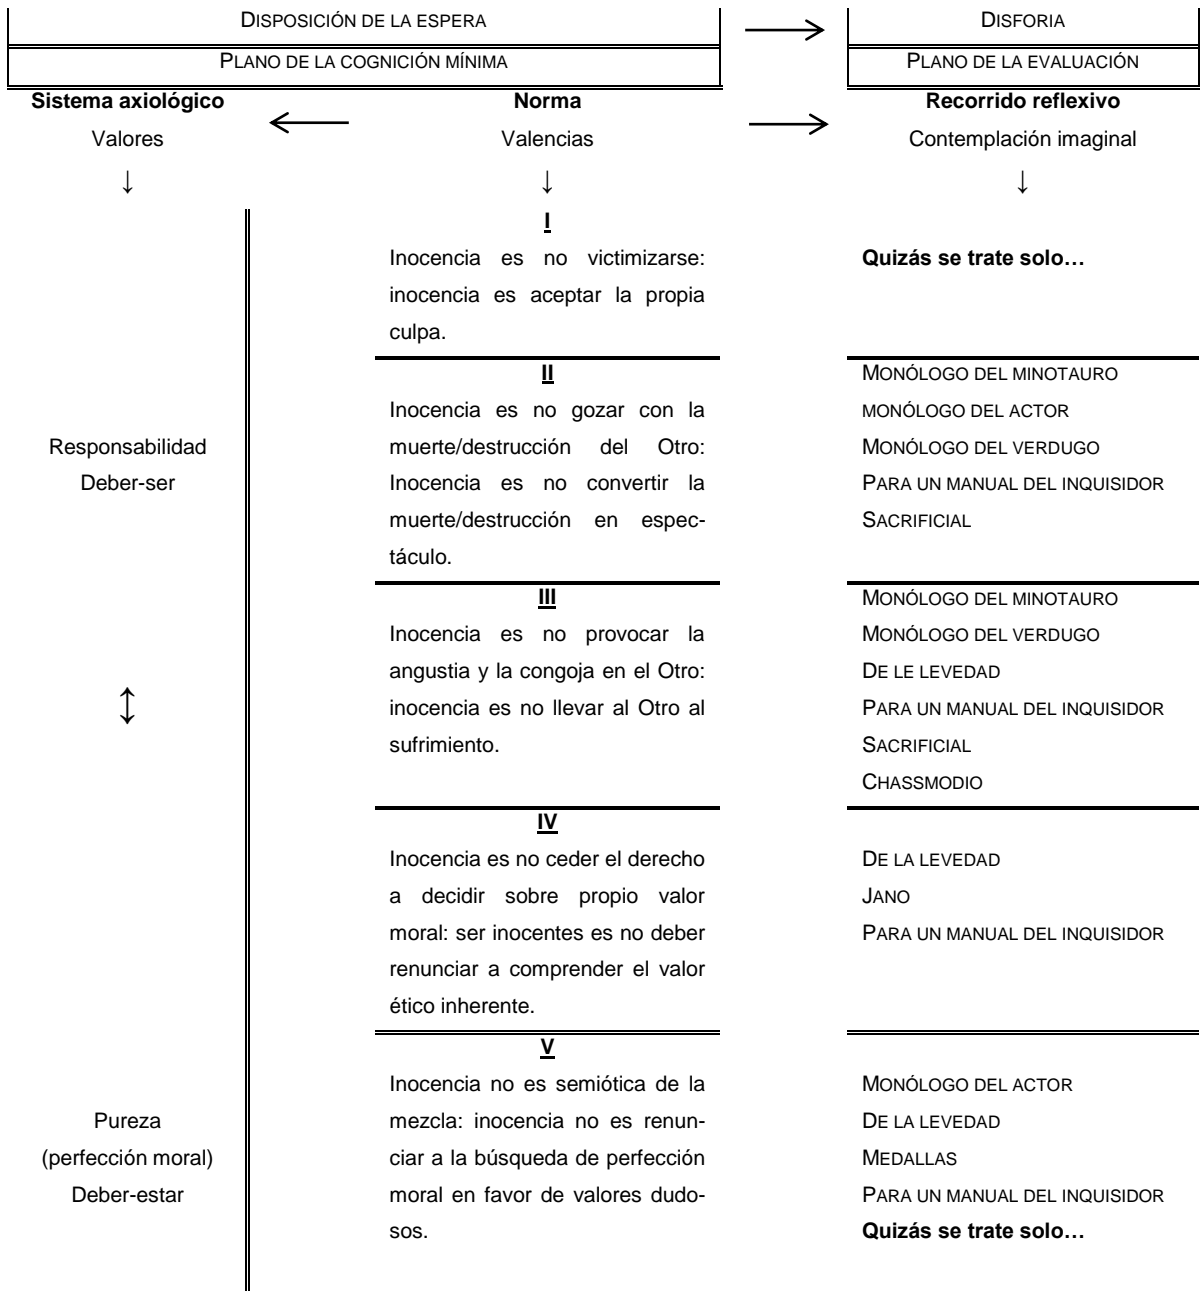 DISPOSICIÓN DE LA ESPERA
DISFORIA
PLANO DE LA COGNICIÓN MÍNIMA
PLANO DE LA EVALUACIÓN
Sistema axiológico
Norma
Recorrido reflexivo
Valores
Valencias
Contemplación imaginal
I
Inocencia es no victimizarse:
inocencia es aceptar la propia
culpa.
Quizás se trate solo…
Responsabilidad
Deber-ser
II
Inocencia es no gozar con la
muerte/destrucción del Otro:
Inocencia es no convertir la
muerte/destrucción en espec-
táculo.
MONÓLOGO DEL MINOTAURO
MONÓLOGO DEL ACTOR
MONÓLOGO DEL VERDUGO
PARA UN MANUAL DEL INQUISIDOR
SACRIFICIAL
III
Inocencia es no provocar la
angustia y la congoja en el Otro:
inocencia es no llevar al Otro al
sufrimiento.
MONÓLOGO DEL MINOTAURO
MONÓLOGO DEL VERDUGO
DE LE LEVEDAD
PARA UN MANUAL DEL INQUISIDOR
SACRIFICIAL
CHASSMODIO
IV
Inocencia es no ceder el derecho
a decidir sobre propio valor
moral: ser inocentes es no deber
renunciar a comprender el valor
ético inherente.
DE LA LEVEDAD
JANO
PARA UN MANUAL DEL INQUISIDOR
Pureza
(perfección moral)
Deber-estar
V
Inocencia no es semiótica de la
mezcla: inocencia no es renun-
ciar a la búsqueda de perfección
moral en favor de valores dudo-
sos.
MONÓLOGO DEL ACTOR
DE LA LEVEDAD
MEDALLAS
PARA UN MANUAL DEL INQUISIDOR
Quizás se trate solo…